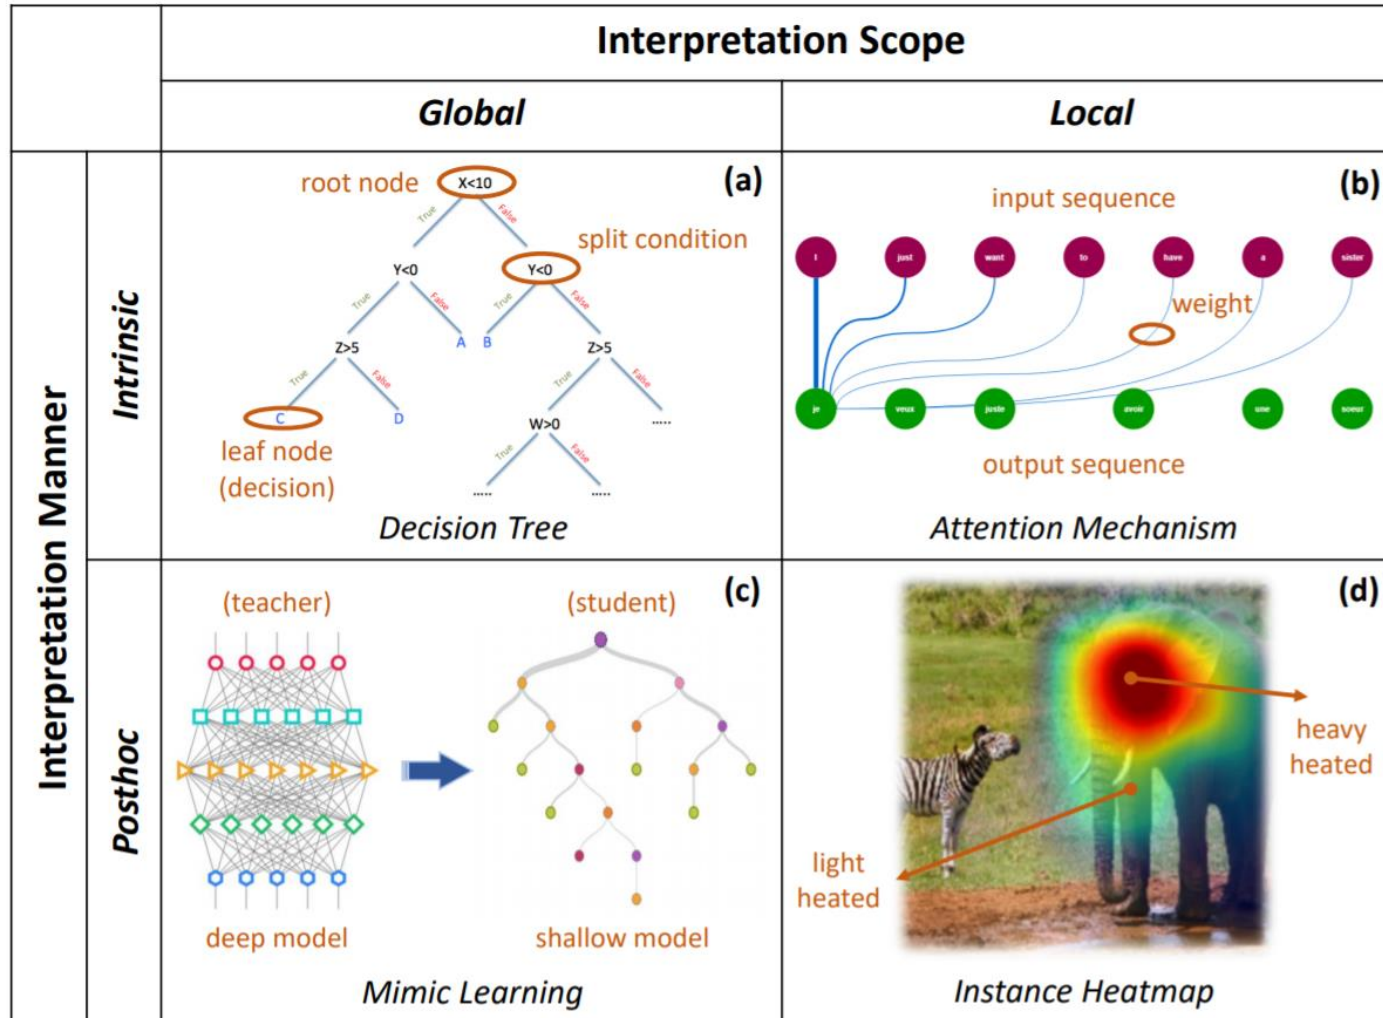 Interpretation Scope
Global
Local
Interpretation Manner
Intrinsic
Posthoc
(a)
root node
X<10
True
False
split condition
Y<0
Y<0
True
False
True
False
Z>5
A
B
Z>5
True
False
True
False
C
D
W>0
.....
leaf node
(decision)
True
False
.....
.....
Decision Tree
(b)
input sequence
I
just
want
to
have
a
sister
weight
je
veux
juste
avoir
une
soeur
output sequence
Attention Mechanism
(c)
(teacher)
(student)
deep model
shallow model
Mimic Learning
(d)
heavy
heated
light
heated
Instance Heatmap